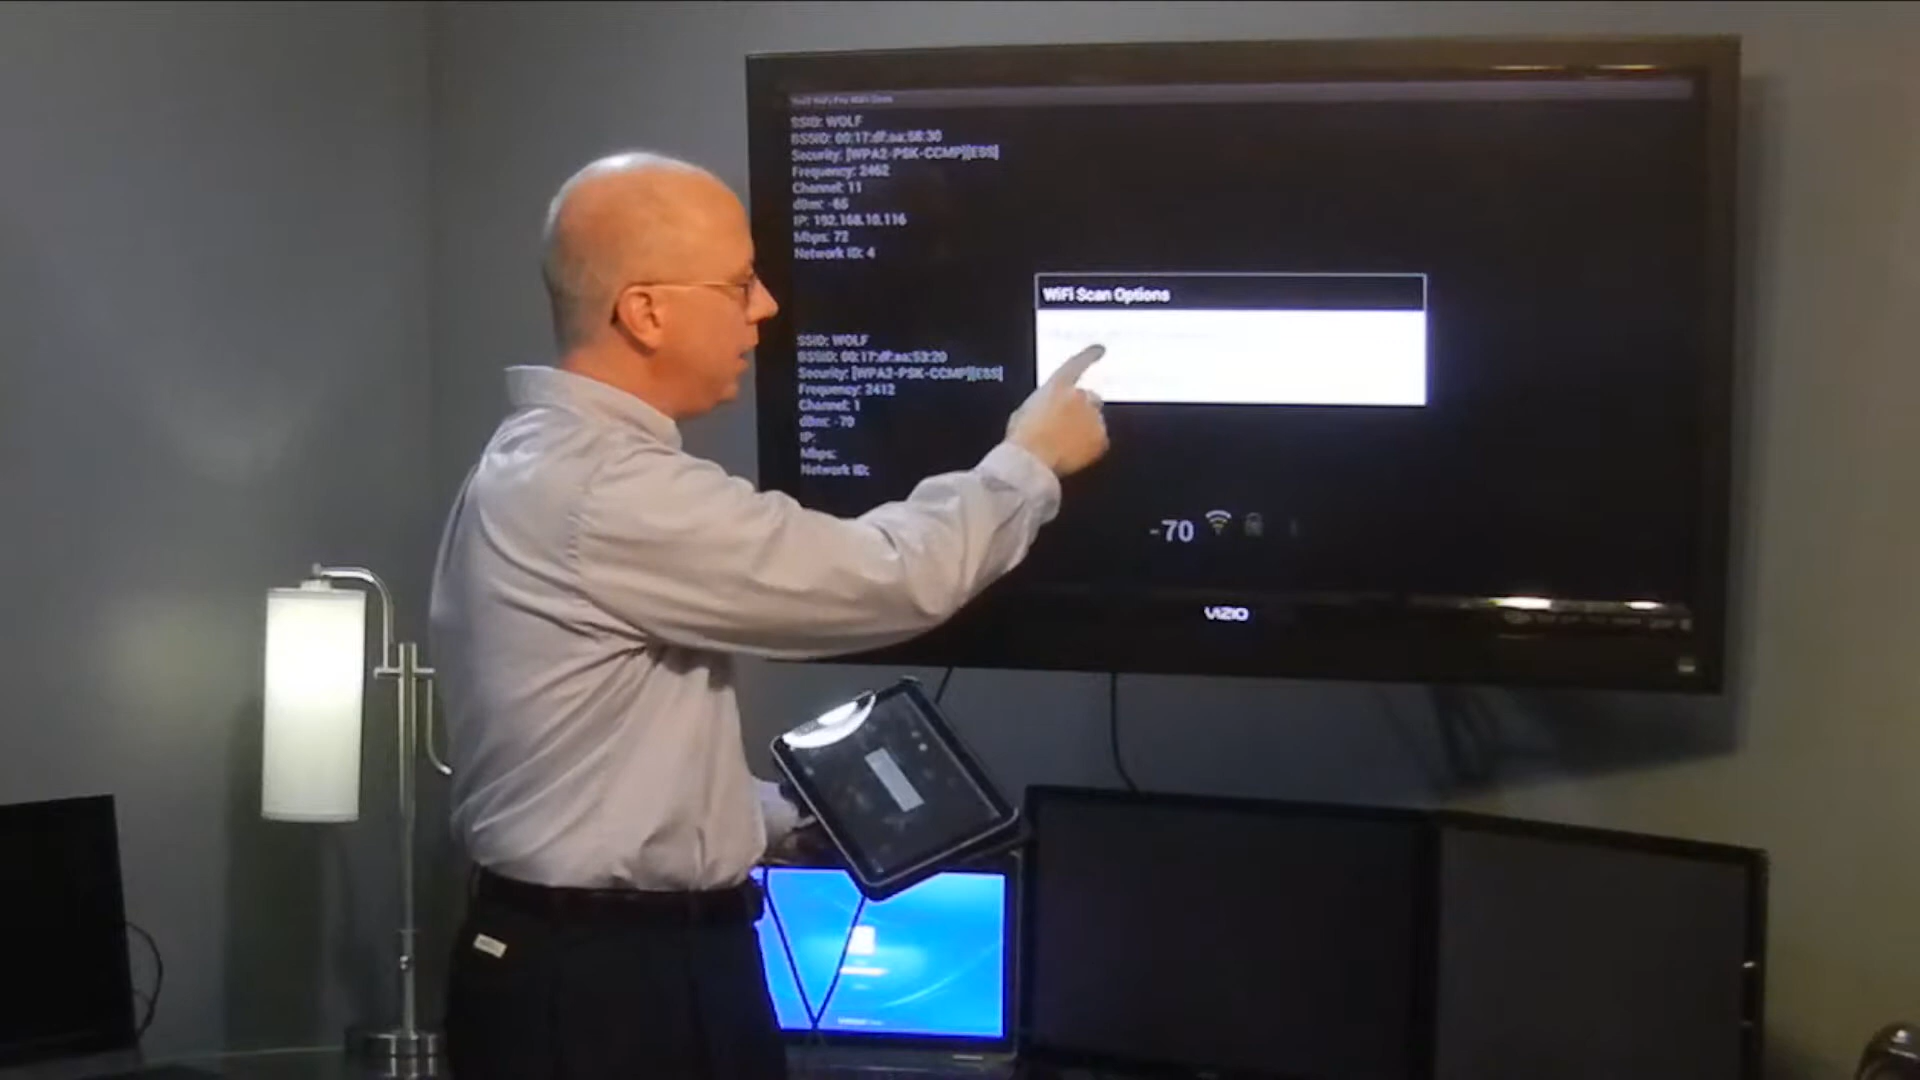 SSID: WOLF
BSSID: 00:17:df:aa:58:30
Security: [WPA2-PSK-CCMP][ESS]
Frequency: 2462
Channel: 11
dBm: -65
IP: 192.168.10.116
Mbps: 72
Network ID: 4
WiFi Scan Options
SSID: WOLF
BSSID: 00:17:df:aa:53:20
Security: [WPA2-PSK-CCMP][ESS]
Frequency: 2412
Channel: 1
dBm: -70
IP:
Mbps:
Network ID:
-70
VIZIO